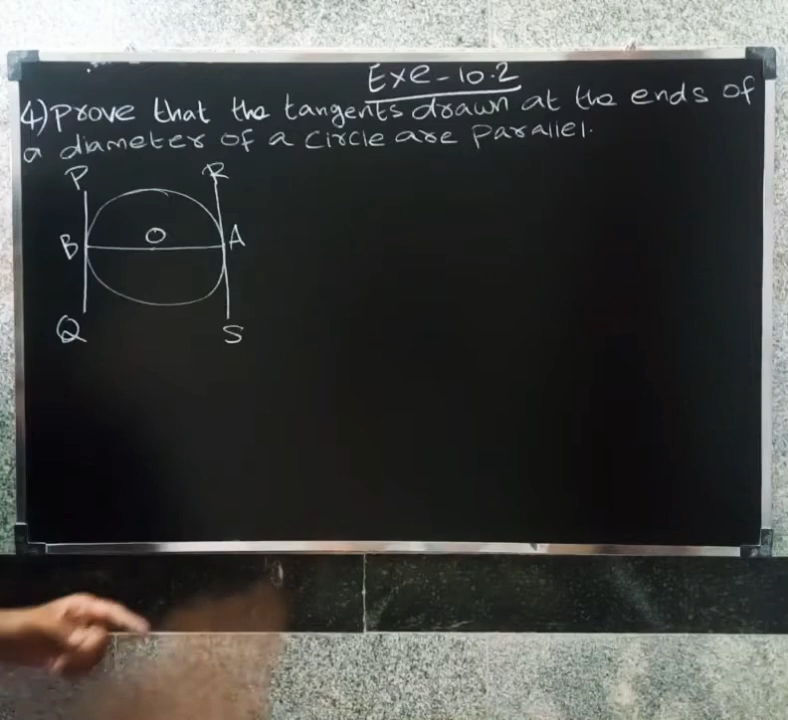 Exe-10.2
4) Prove that the tangents drawn at the ends of
a diameter of a circle are parallel.
P R
B O A
Q S